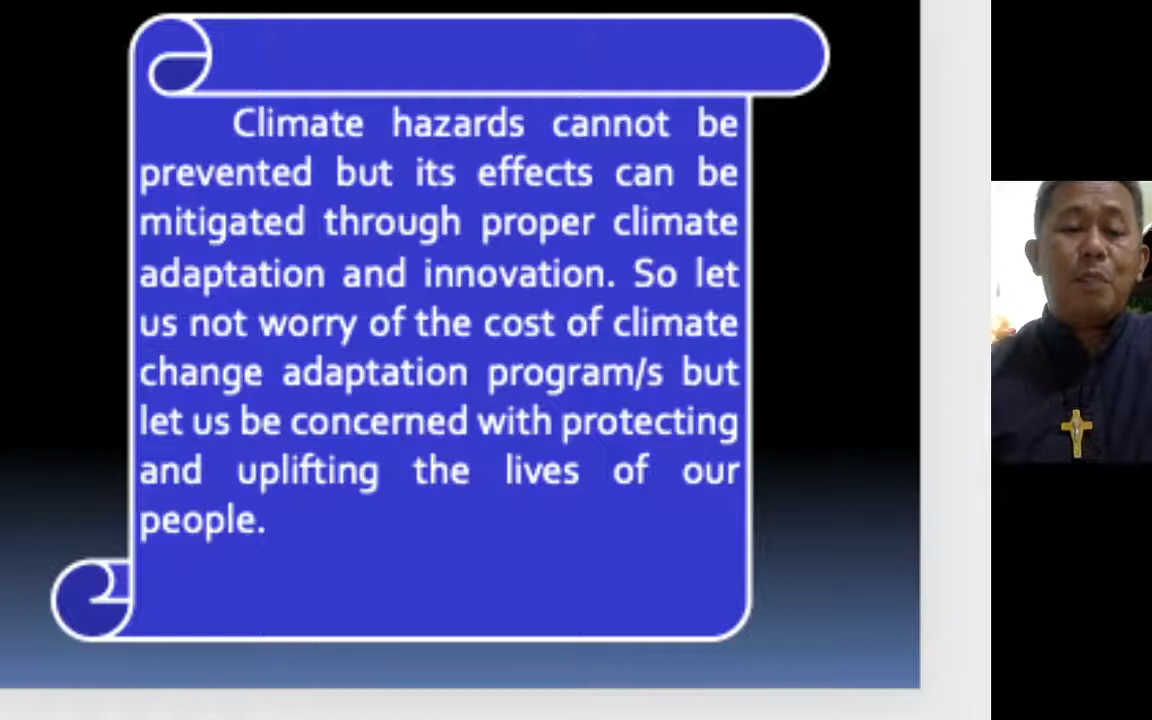 Climate hazards cannot be
prevented but its effects can be
mitigated through proper climate
adaptation and innovation. So let
us not worry of the cost of climate
change adaptation program/s but
let us be concerned with protecting
and uplifting the lives of our
people.